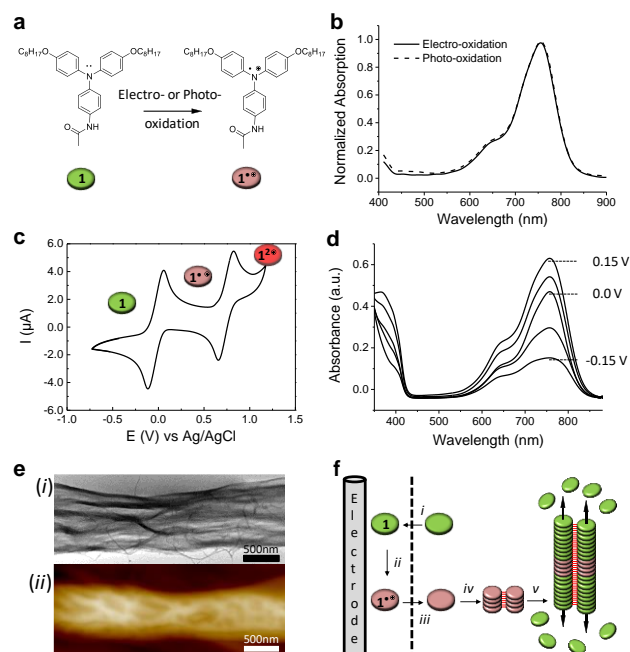 a
C₈H₁₇O
OC₈H₁₇
N
O
NH
Electro- or Photo-
oxidation
C₈H₁₇O
OC₈H₁₇
• ⊕
N
O
NH
1
1•⊕
b
Normalized Absorption
1.0
0.8
0.6
0.4
0.2
0.0
Electro-oxidation
Photo-oxidation
400 500 600 700 800 900
Wavelength (nm)
c
I (µA)
6.0
4.0
2.0
0.0
-2.0
-4.0
-6.0
1
1•⊕
1²⊕
-1.0 -0.5 0.0 0.5 1.0 1.5
E (V) vs Ag/AgCl
d
Absorbance (a.u.)
0.6
0.4
0.2
0.0
0.15 V
0.0 V
-0.15 V
400 500 600 700 800
Wavelength (nm)
e
(i)
500nm
(ii)
500nm
f
Electrode
1
i
ii
1•⊕
iii
iv
v